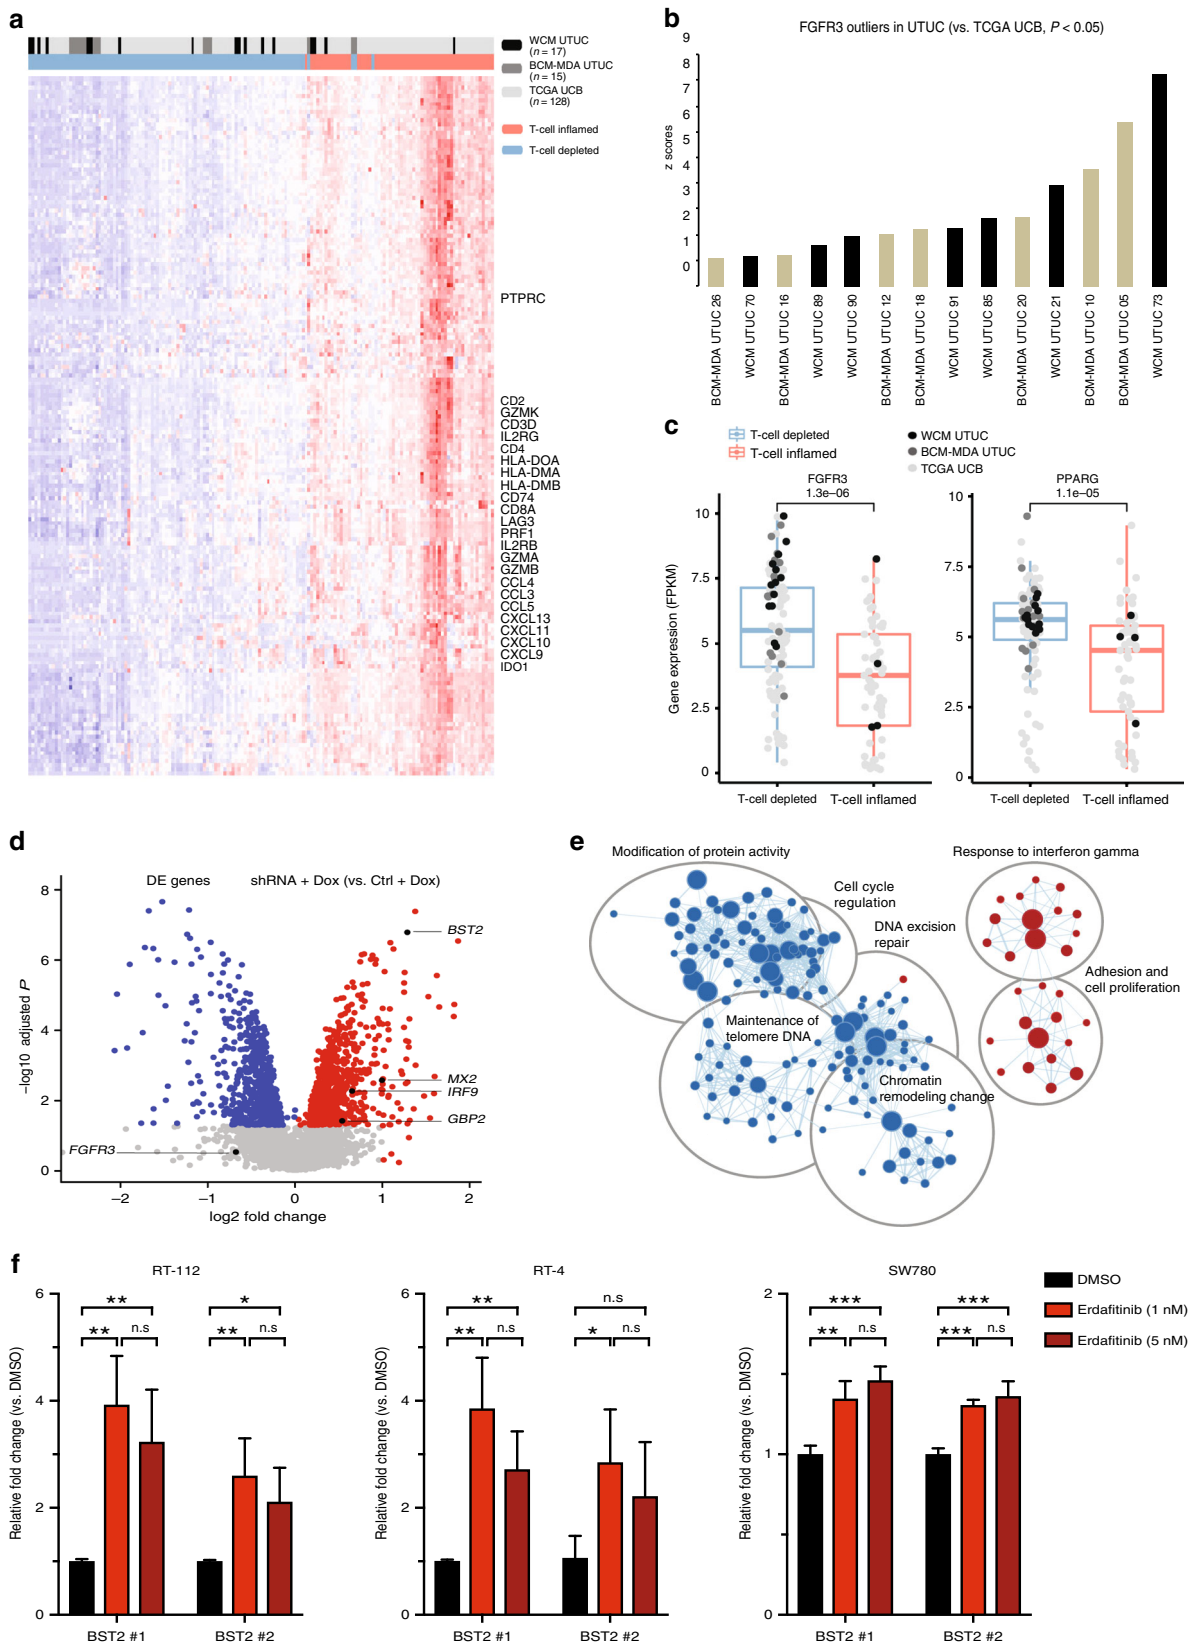 a
WCM UTUC
(n = 17)
BCM-MDA UTUC
(n = 15)
TCGA UCB
(n = 128)
T-cell inflamed
T-cell depleted
PTPRC
CD2
GZMK
CD3D
IL2RG
CD4
HLA-DOA
HLA-DMA
HLA-DMB
CD74
CD8A
LAG3
PRF1
IL2RB
GZMA
GZMB
CCL4
CCL3
CCL5
CXCL13
CXCL11
CXCL10
CXCL9
IDO1
b
FGFR3 outliers in UTUC (vs. TCGA UCB, P < 0.05)
z scores
9
8
7
6
5
4
3
2
1
0
BCM-MDA UTUC 26
WCM UTUC 70
BCM-MDA UTUC 16
WCM UTUC 89
WCM UTUC 90
BCM-MDA UTUC 12
BCM-MDA UTUC 18
WCM UTUC 91
WCM UTUC 85
BCM-MDA UTUC 20
WCM UTUC 21
BCM-MDA UTUC 10
BCM-MDA UTUC 05
WCM UTUC 73
c
T-cell depleted
T-cell inflamed
WCM UTUC
BCM-MDA UTUC
TCGA UCB
Gene expression (FPKM)
FGFR3
1.3e–06
10
7.5
5
2.5
0
T-cell depleted
T-cell inflamed
PPARG
1.1e–05
10
7.5
5
2.5
0
T-cell depleted
T-cell inflamed
d
DE genes
shRNA + Dox (vs. Ctrl + Dox)
–log10 adjusted P
8
6
4
2
0
BST2
MX2
IRF9
GBP2
FGFR3
–2
–1
0
1
2
log2 fold change
e
Modification of protein activity
Cell cycle
regulation
DNA excision
repair
Maintenance of
telomere DNA
Chromatin
remodeling change
Response to interferon gamma
Adhesion and
cell proliferation
f
RT-112
Relative fold change (vs. DMSO)
6
4
2
0
**
**
n.s
*
**
n.s
BST2 #1
BST2 #2
RT-4
Relative fold change (vs. DMSO)
6
4
2
0
**
**
n.s
n.s
*
n.s
BST2 #1
BST2 #2
SW780
Relative fold change (vs. DMSO)
2
1
0
***
**
n.s
***
***
n.s
BST2 #1
BST2 #2
DMSO
Erdafitinib (1 nM)
Erdafitinib (5 nM)